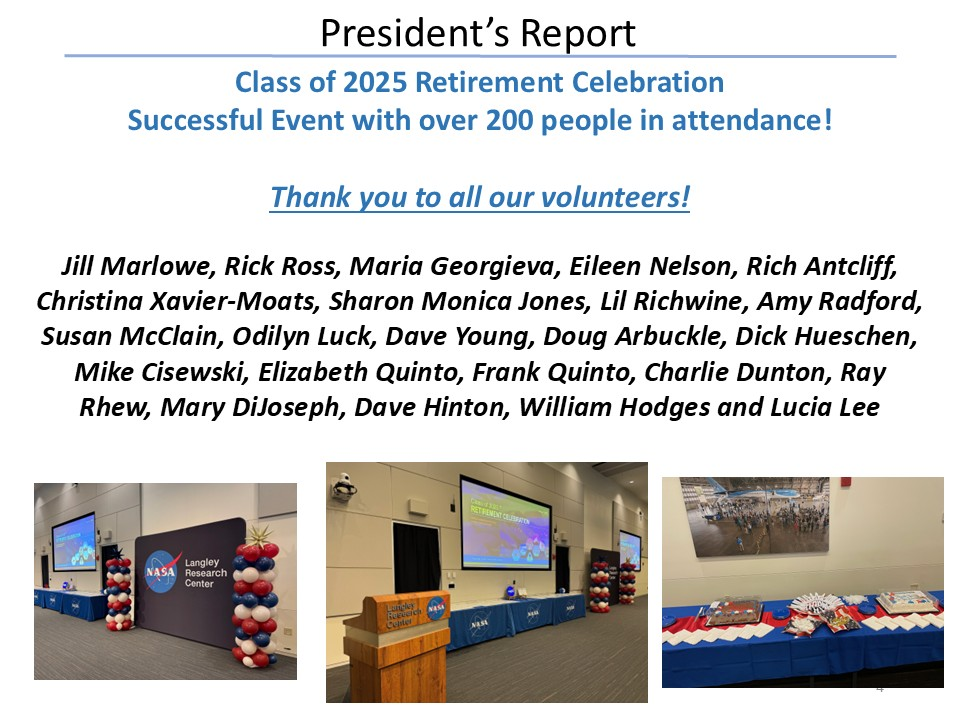 President’s Report
Class of 2025 Retirement Celebration
Successful Event with over 200 people in attendance!
Thank you to all our volunteers!
Jill Marlowe, Rick Ross, Maria Georgieva, Eileen Nelson, Rich Antcliff,
Christina Xavier-Moats, Sharon Monica Jones, Lil Richwine, Amy Radford,
Susan McClain, Odilyn Luck, Dave Young, Doug Arbuckle, Dick Hueschen,
Mike Cisewski, Elizabeth Quinto, Frank Quinto, Charlie Dunton, Ray
Rhew, Mary DiJoseph, Dave Hinton, William Hodges and Lucia Lee
NASA
Langley
Research
Center
RETIREMENT CELEBRATION
Langley
Research
Center
NASA
NASA
NASA
4